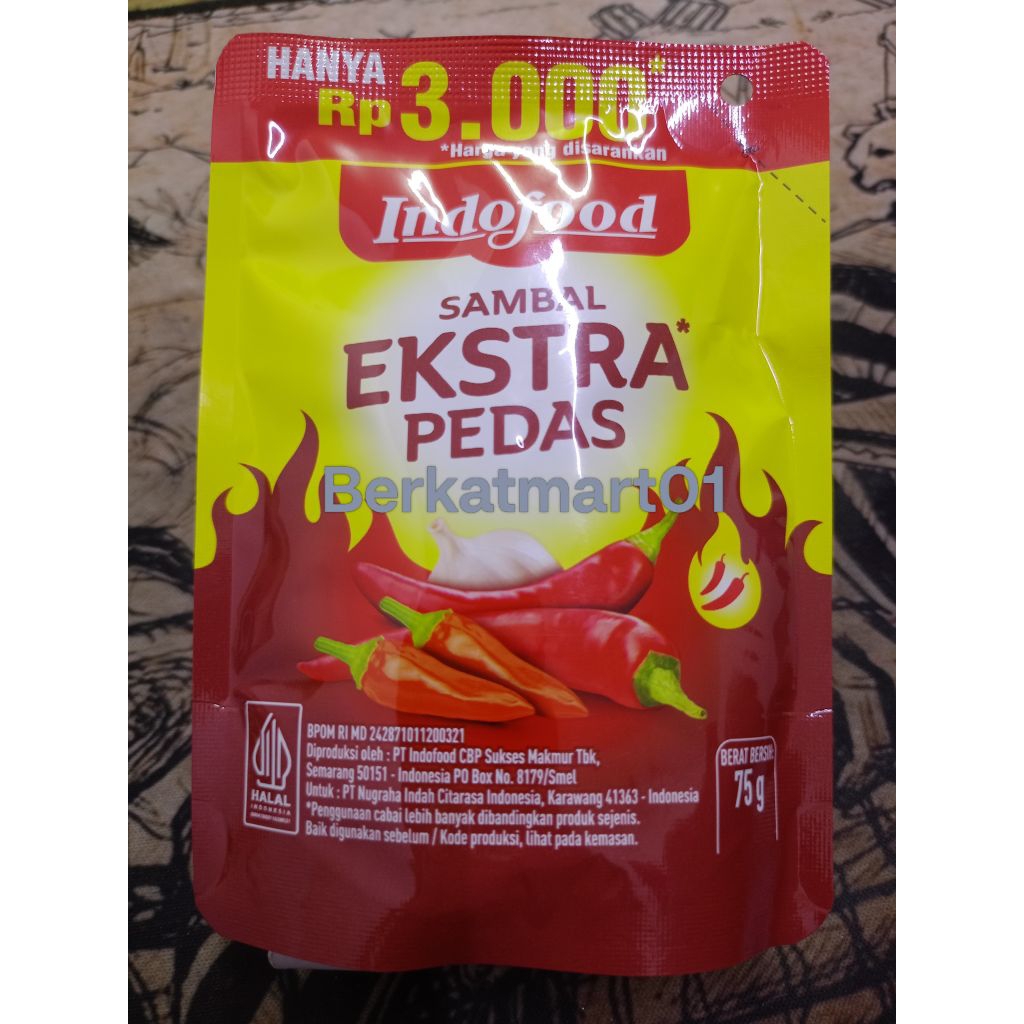 HANYA
Rp 3.000*
*Harga yang disarankan
Indofood
SAMBAL
EKSTRA*
PEDAS
Berkatmart01
BPOM RI MD 242871011200321
Diproduksi oleh : PT Indofood CBP Sukses Makmur Tbk,
Semarang 50151 - Indonesia PO Box No. 8179/Smel
Untuk : PT Nugraha Indah Citarasa Indonesia, Karawang 41363 - Indonesia
*Penggunaan cabai lebih banyak dibandingkan produk sejenis.
Baik digunakan sebelum / Kode produksi, lihat pada kemasan.
HALAL
INDONESIA
BERAT BERSIH:
75 g